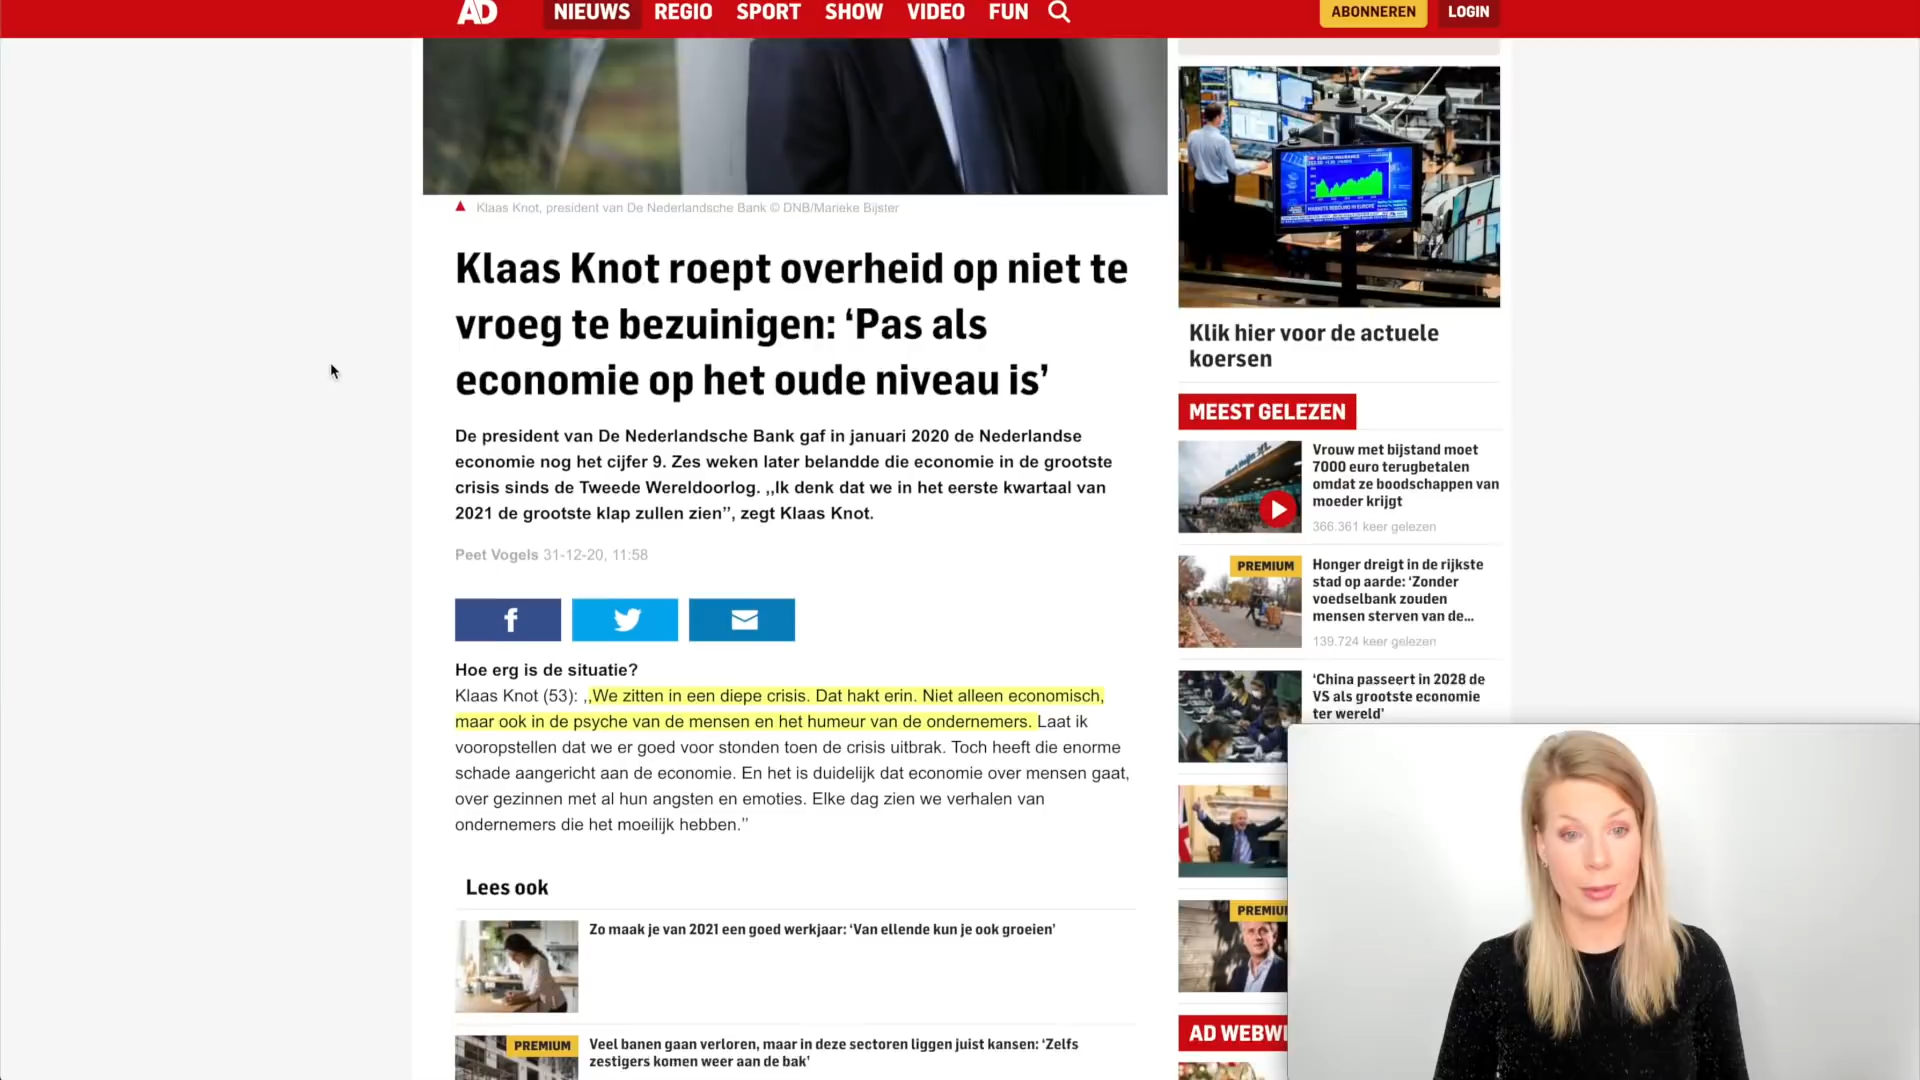 AD NIEUWS REGIO SPORT SHOW VIDEO FUN ABONNEREN LOGIN
Klaas Knot, president van De Nederlandsche Bank © DNB/Marieke Bijster
Klaas Knot roept overheid op niet te
vroeg te bezuinigen: ‘Pas als
economie op het oude niveau is’
De president van De Nederlandsche Bank gaf in januari 2020 de Nederlandse
economie nog het cijfer 9. Zes weken later belandde die economie in de grootste
crisis sinds de Tweede Wereldoorlog. ,,Ik denk dat we in het eerste kwartaal van
2021 de grootste klap zullen zien’’, zegt Klaas Knot.
Peet Vogels 31-12-20, 11:58
Hoe erg is de situatie?
Klaas Knot (53): ,,We zitten in een diepe crisis. Dat hakt erin. Niet alleen economisch,
maar ook in de psyche van de mensen en het humeur van de ondernemers. Laat ik
vooropstellen dat we er goed voor stonden toen de crisis uitbrak. Toch heeft die enorme
schade aangericht aan de economie. En het is duidelijk dat economie over mensen gaat,
over gezinnen met al hun angsten en emoties. Elke dag zien we verhalen van
ondernemers die het moeilijk hebben.’’
Lees ook
Zo maak je van 2021 een goed werkjaar: ‘Van ellende kun je ook groeien’
PREMIUM
Veel banen gaan verloren, maar in deze sectoren liggen juist kansen: ‘Zelfs
zestigers komen weer aan de bak’
Klik hier voor de actuele
koersen
MEEST GELEZEN
Vrouw met bijstand moet
7000 euro terugbetalen
omdat ze boodschappen van
moeder krijgt
366.361 keer gelezen
PREMIUM
Honger dreigt in de rijkste
stad op aarde: ‘Zonder
voedselbank zouden
mensen sterven van de...
139.724 keer gelezen
‘China passeert in 2028 de
VS als grootste economie
ter wereld’
PREMIU
AD WEBWI